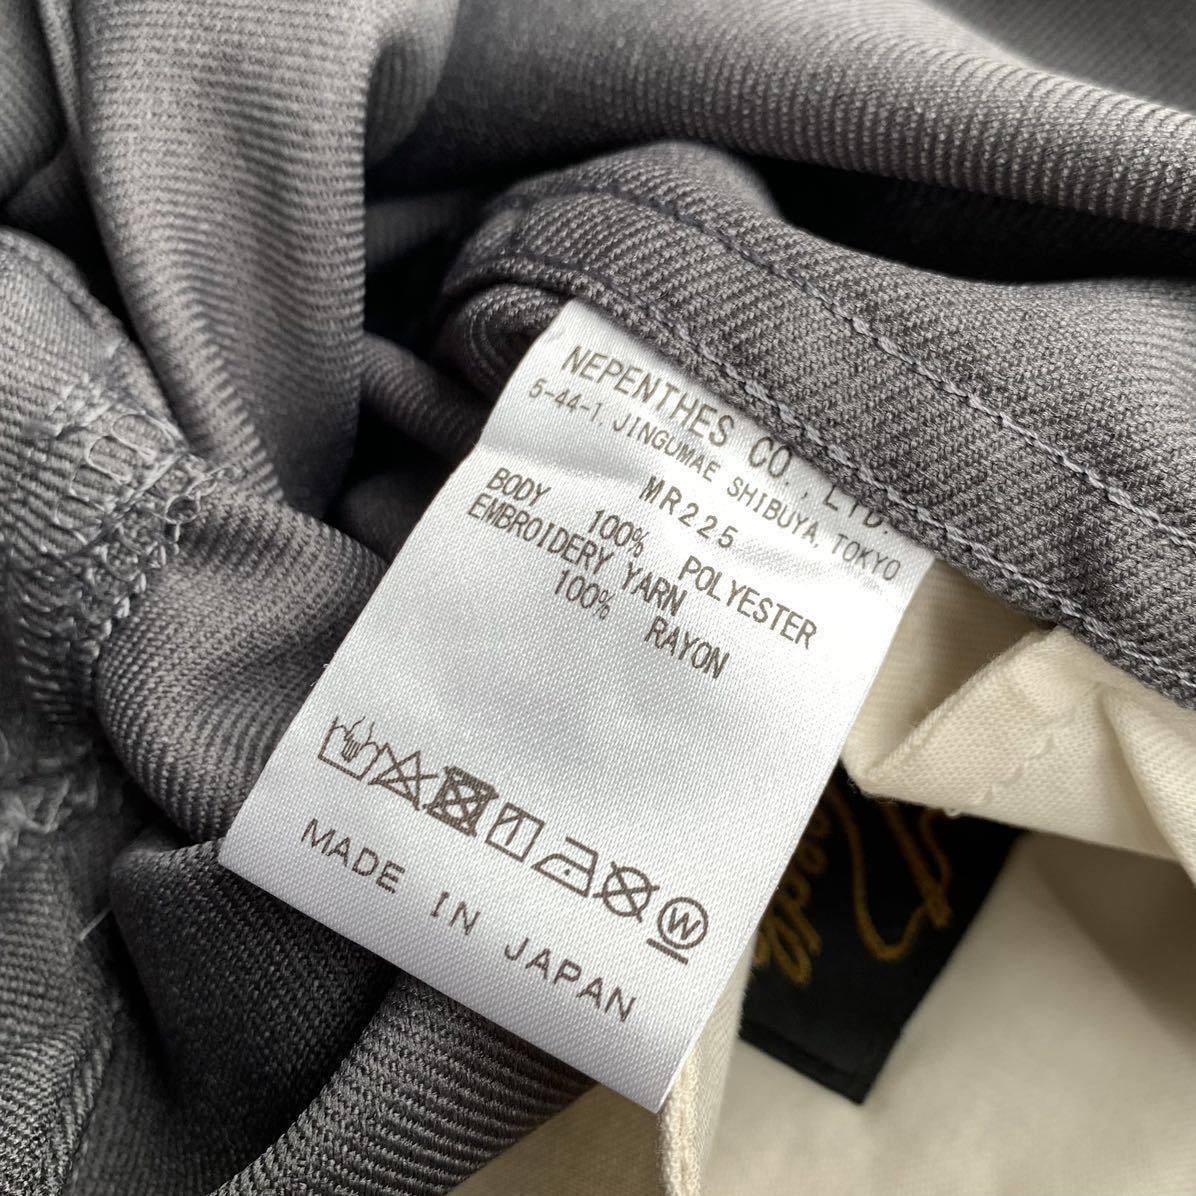 NEPENTHES CO., LTD.
5-44-1, JINGUMAE SHIBUYA, TOKYO
MR225
BODY 100% POLYESTER
EMBROIDERY YARN
100% RAYON
W
MADE IN JAPAN